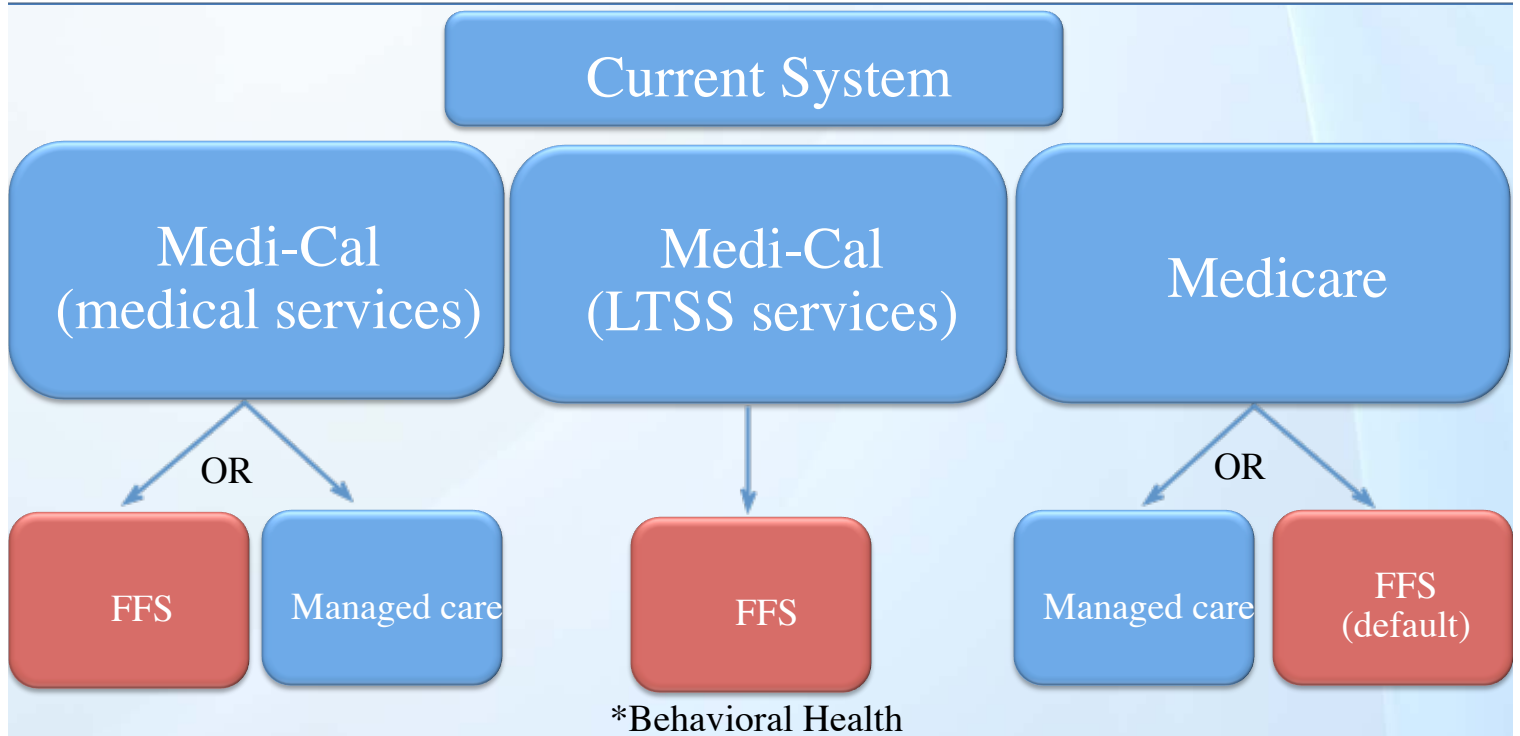 Current System
Medi-Cal
(medical services)
Medi-Cal
(LTSS services)
Medicare
OR
OR
FFS
Managed care
FFS
Managed care
FFS
(default)
*Behavioral Health